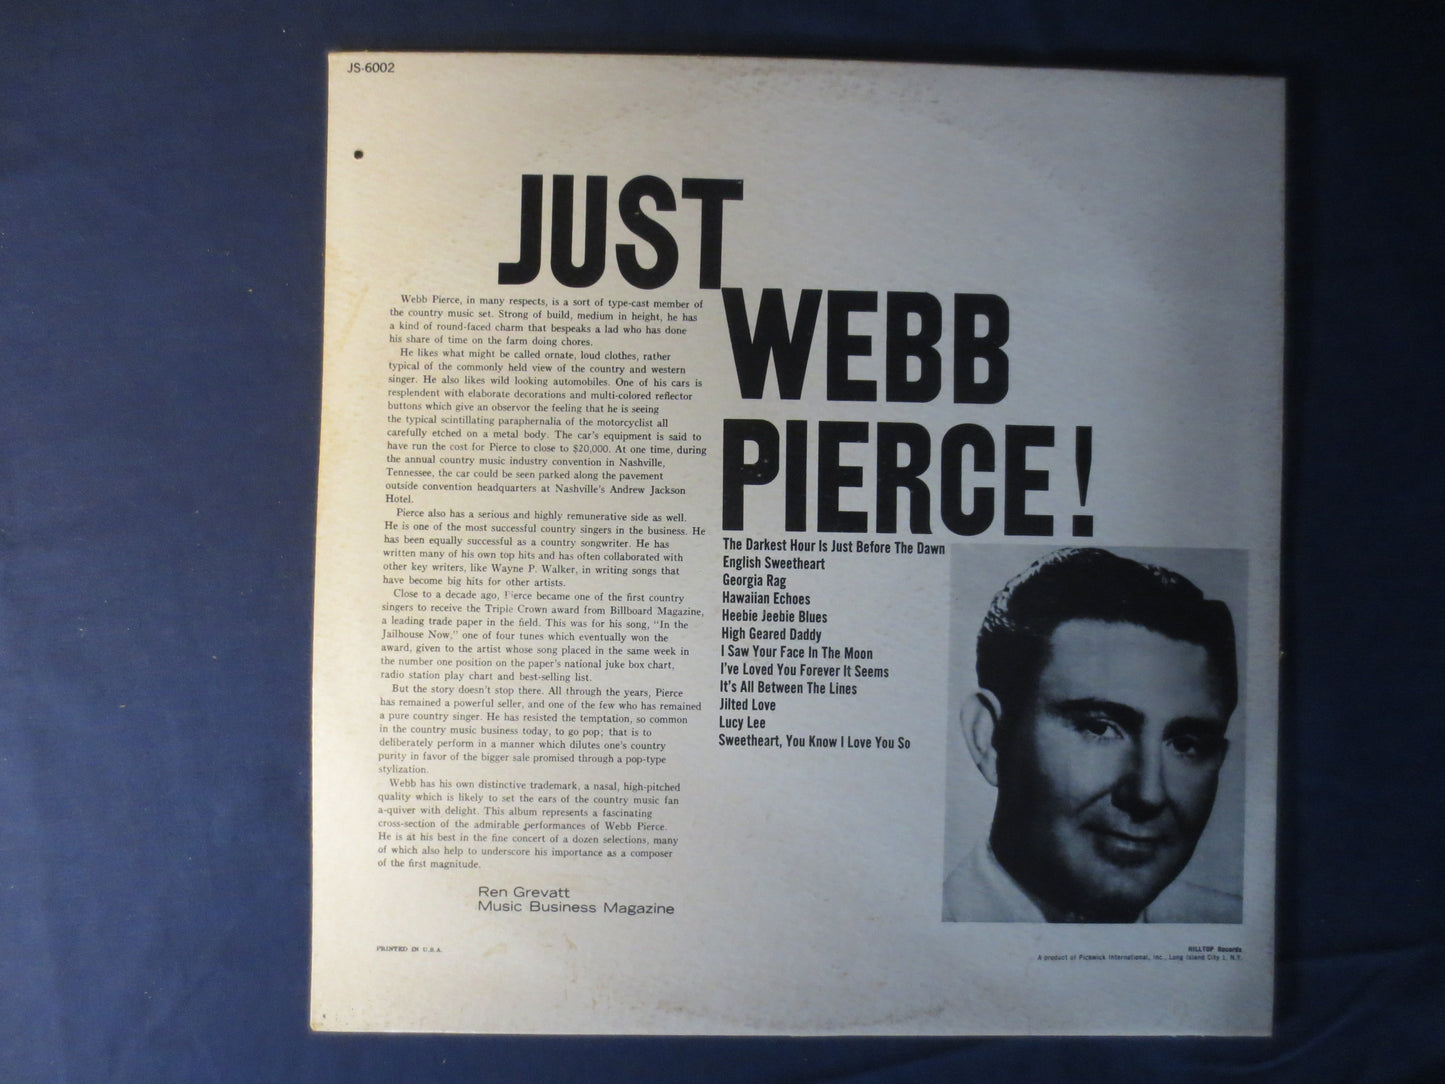 JS-6002
JUST
WEBB
PIERCE!
Webb Pierce, in many respects, is a sort of type-cast member of
the country music set. Strong of build, medium in height, he has
a kind of round-faced charm that bespeaks a lad who has done
his share of time on the farm doing chores.
He likes what might be called ornate, loud clothes, rather
typical of the commonly held view of the country and western
singer. He also likes wild looking automobiles. One of his cars is
resplendent with elaborate decorations and multi-colored reflector
buttons which give an observor the feeling that he is seeing
the typical scintillating paraphernalia of the motorcyclist all
carefully etched on a metal body. The car's equipment is said to
have run the cost for Pierce to close to $20,000. At one time, during
the annual country music industry convention in Nashville,
Tennessee, the car could be seen parked along the pavement
outside convention headquarters at Nashville's Andrew Jackson
Hotel.
Pierce also has a serious and highly remunerative side as well.
He is one of the most successful country singers in the business. He
has been equally successful as a country songwriter. He has
written many of his own top hits and has often collaborated with
other key writers, like Wayne P. Walker, in writing songs that
have become big hits for other artists.
Close to a decade ago, Pierce became one of the first country
singers to receive the Triple Crown award from Billboard Magazine,
a leading trade paper in the field. This was for his song, "In the
Jailhouse Now," one of four tunes which eventually won the
award, given to the artist whose song placed in the same week in
the number one position on the paper's national juke box chart,
radio station play chart and best-selling list.
But the story doesn't stop there. All through the years, Pierce
has remained a powerful seller, and one of the few who has remained
a pure country singer. He has resisted the temptation, so common
in the country music business today, to go pop; that is to
deliberately perform in a manner which dilutes one's country
purity in favor of the bigger sale promised through a pop-type
stylization.
Webb has his own distinctive trademark, a nasal, high-pitched
quality which is likely to set the ears of the country music fan
a-quiver with delight. This album represents a fascinating
cross-section of the admirable performances of Webb Pierce.
He is at his best in the fine concert of a dozen selections, many
of which also help to underscore his importance as a composer
of the first magnitude.
Ren Grevatt
Music Business Magazine
The Darkest Hour Is Just Before The Dawn
English Sweetheart
Georgia Rag
Hawaiian Echoes
Heebie Jeebie Blues
High Geared Daddy
I Saw Your Face In The Moon
I've Loved You Forever It Seems
It's All Between The Lines
Jilted Love
Lucy Lee
Sweetheart, You Know I Love You So
PRINTED IN U.S.A.
HILLTOP Records
A product of Pickwick International, Inc., Long Island City 1, N.Y.